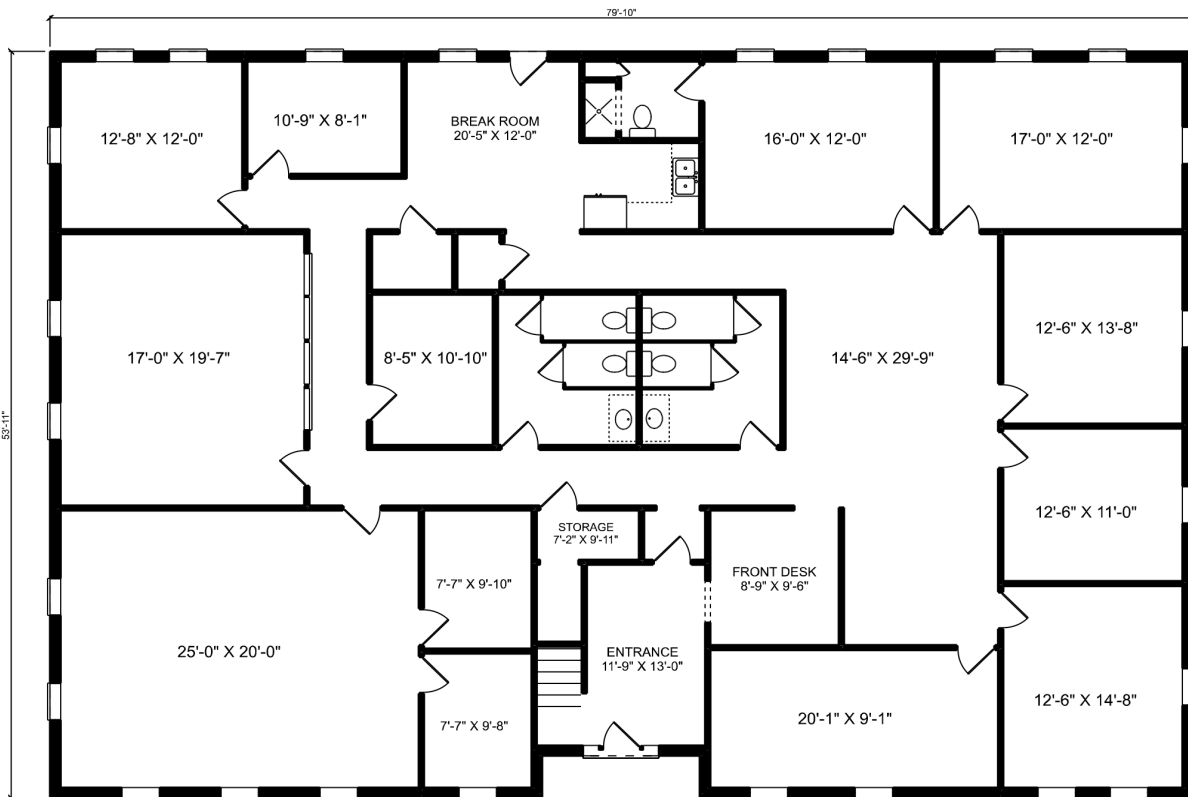 79'-10"
53'-11"
12'-8" X 12'-0"
10'-9" X 8'-1"
BREAK ROOM
20'-5" X 12'-0"
16'-0" X 12'-0"
17'-0" X 12'-0"
17'-0" X 19'-7"
8'-5" X 10'-10"
14'-6" X 29'-9"
12'-6" X 13'-8"
12'-6" X 11'-0"
STORAGE
7'-2" X 9'-11"
7'-7" X 9'-10"
FRONT DESK
8'-9" X 9'-6"
25'-0" X 20'-0"
ENTRANCE
11'-9" X 13'-0"
12'-6" X 14'-8"
7'-7" X 9'-8"
20'-1" X 9'-1"